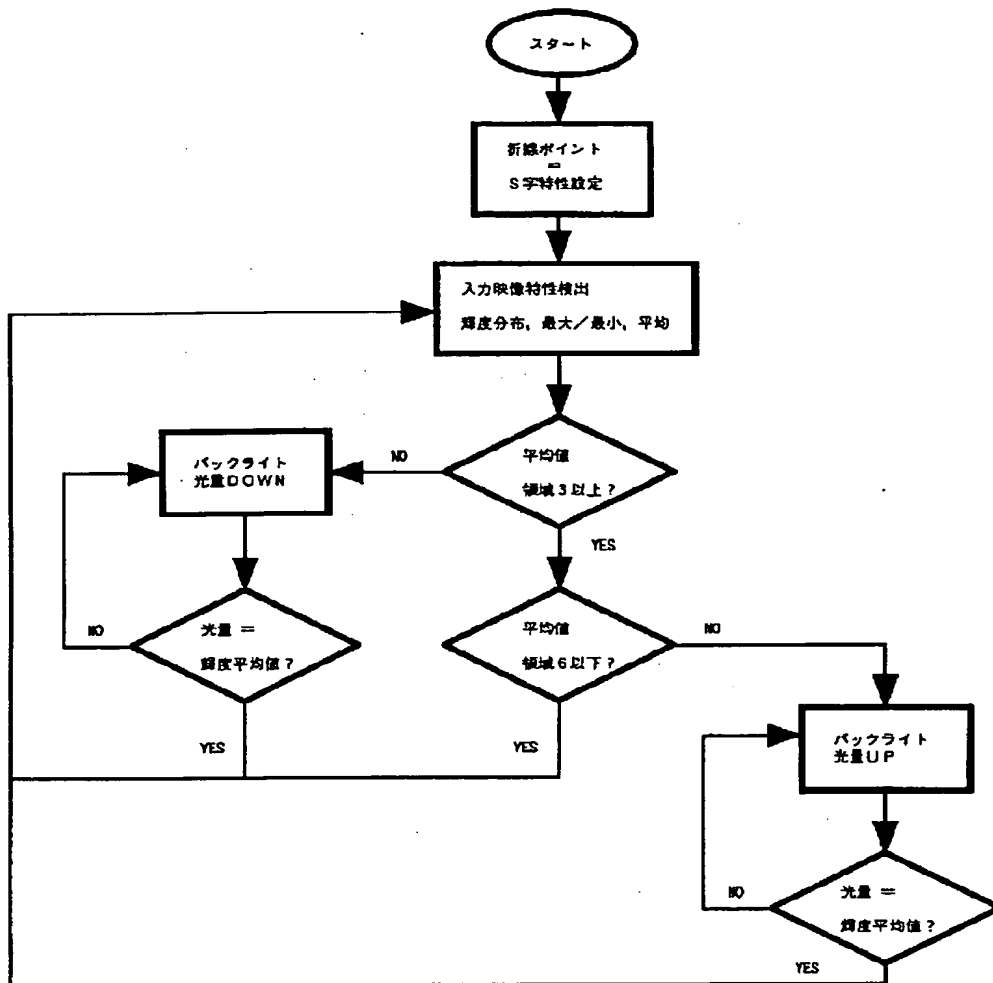 スタート
折線ポイント
=
S字特性設定
入力映像特性検出
輝度分布，最大／最小，平均
平均値
領域3以上？
NO
YES
バックライト
光量DOWN
光量 =
輝度平均値？
NO
YES
平均値
領域6以下？
NO
YES
バックライト
光量UP
光量 =
輝度平均値？
NO
YES